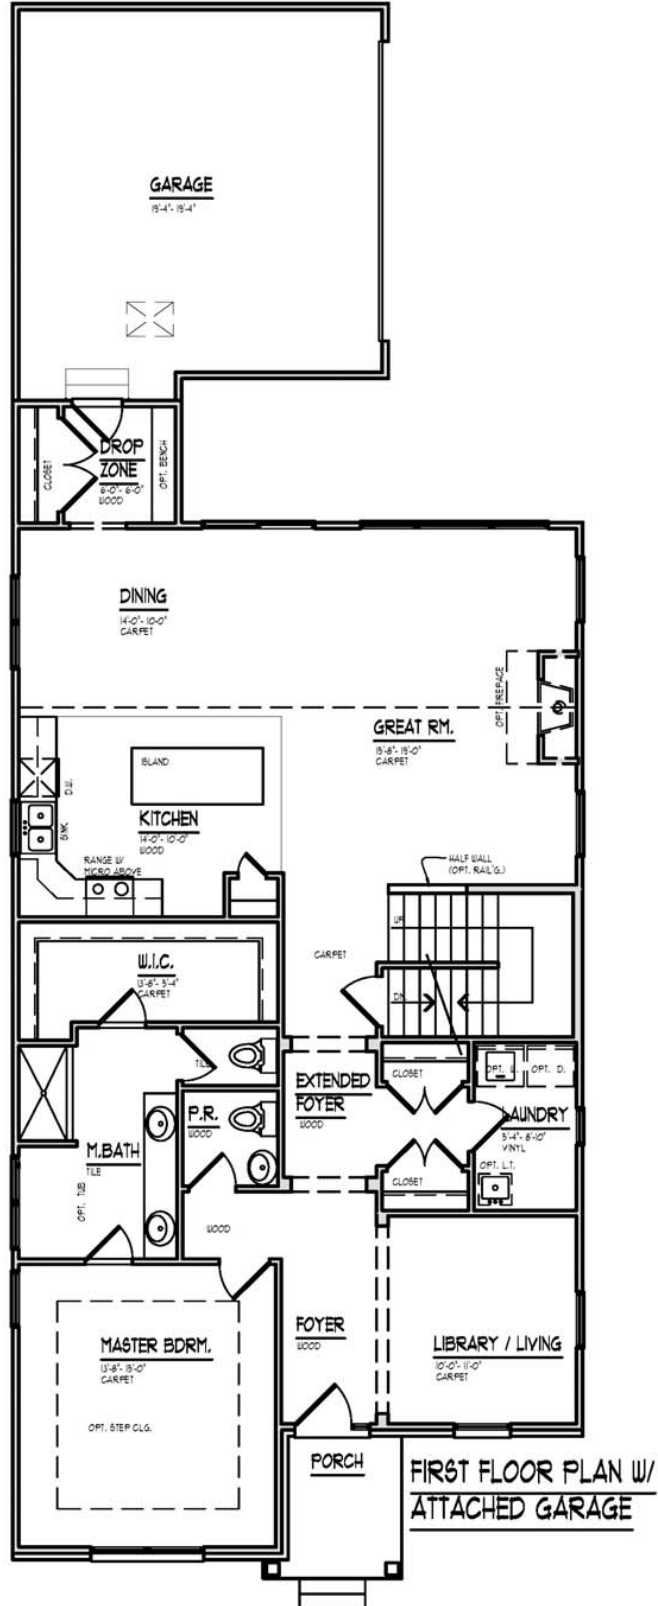 GARAGE
19'-4"- 19'-4"
DROP
ZONE
6'-0"- 6'-0"
WOOD
CLOSET
OPT. BENCH
DINING
14'-0"- 10'-0"
CARPET
OPT. FIREPLACE
GREAT RM.
15'-8"- 19'-0"
CARPET
ISLAND
D.W.
SINK
KITCHEN
14'-0"- 10'-0"
WOOD
RANGE W/
MICRO ABOVE
HALF WALL
(OPT. RAIL'G.)
UP
CARPET
DN
W.I.C.
13'-8"- 5'-4"
CARPET
TILE
EXTENDED
FOYER
WOOD
CLOSET
OPT. W.
OPT. D.
LAUNDRY
5'-4"- 8'-10"
VINYL
OPT. L.T.
CLOSET
P.R.
WOOD
M.BATH
TILE
OPT. TUB
WOOD
FOYER
WOOD
MASTER BDRM.
13'-8"- 15'-0"
CARPET
OPT. STEP CLG.
LIBRARY / LIVING
10'-0"- 11'-0"
CARPET
PORCH
FIRST FLOOR PLAN W/
ATTACHED GARAGE